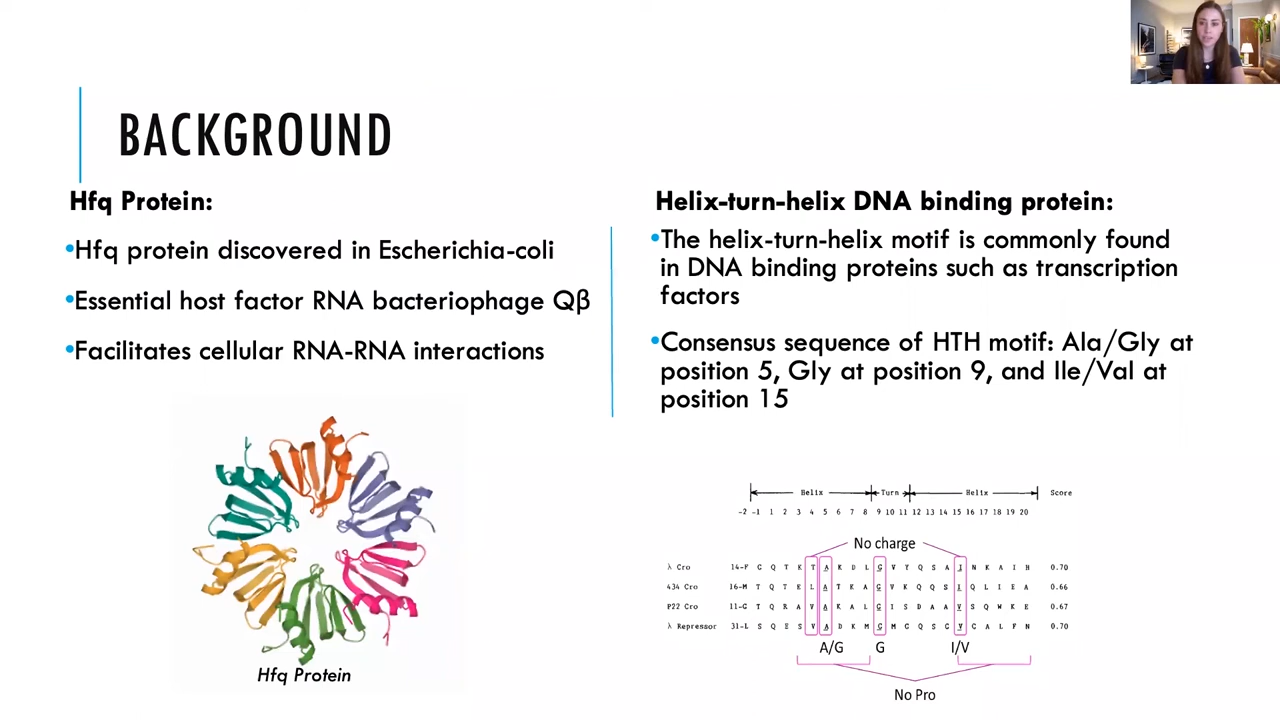 BACKGROUND
Hfq Protein:
•Hfq protein discovered in Escherichia-coli
•Essential host factor RNA bacteriophage Qβ
•Facilitates cellular RNA-RNA interactions
Hfq Protein
Helix-turn-helix DNA binding protein:
•The helix-turn-helix motif is commonly found
in DNA binding proteins such as transcription
factors
•Consensus sequence of HTH motif: Ala/Gly at
position 5, Gly at position 9, and Ile/Val at
position 15
Helix Turn Helix Score
-2 -1 1 2 3 4 5 6 7 8 9 10 11 12 13 14 15 16 17 18 19 20
No charge
λ Cro 14-F C Q T K T A K D L G V Y Q S A I N K A I H 0.70
434 Cro 16-M T Q T K L A T K A G V K Q Q S I Q L I E A 0.66
P22 Cro 11-G T Q R A V A K A L G I S D A A V S Q W K E 0.67
λ Repressor 31-L S Q E S V A D K M G M G Q S G V G A L F N 0.70
A/G G I/V
No Pro